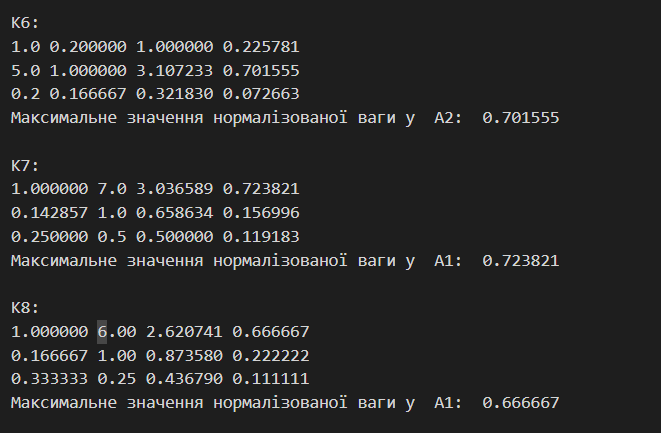 K6:
1.0 0.200000 1.000000 0.225781
5.0 1.000000 3.107233 0.701555
0.2 0.166667 0.321830 0.072663
Максимальне значення нормалізованої ваги у  A2:  0.701555

K7:
1.000000 7.0 3.036589 0.723821
0.142857 1.0 0.658634 0.156996
0.250000 0.5 0.500000 0.119183
Максимальне значення нормалізованої ваги у  A1:  0.723821

K8:
1.000000 6.00 2.620741 0.666667
0.166667 1.00 0.873580 0.222222
0.333333 0.25 0.436790 0.111111
Максимальне значення нормалізованої ваги у  A1:  0.666667